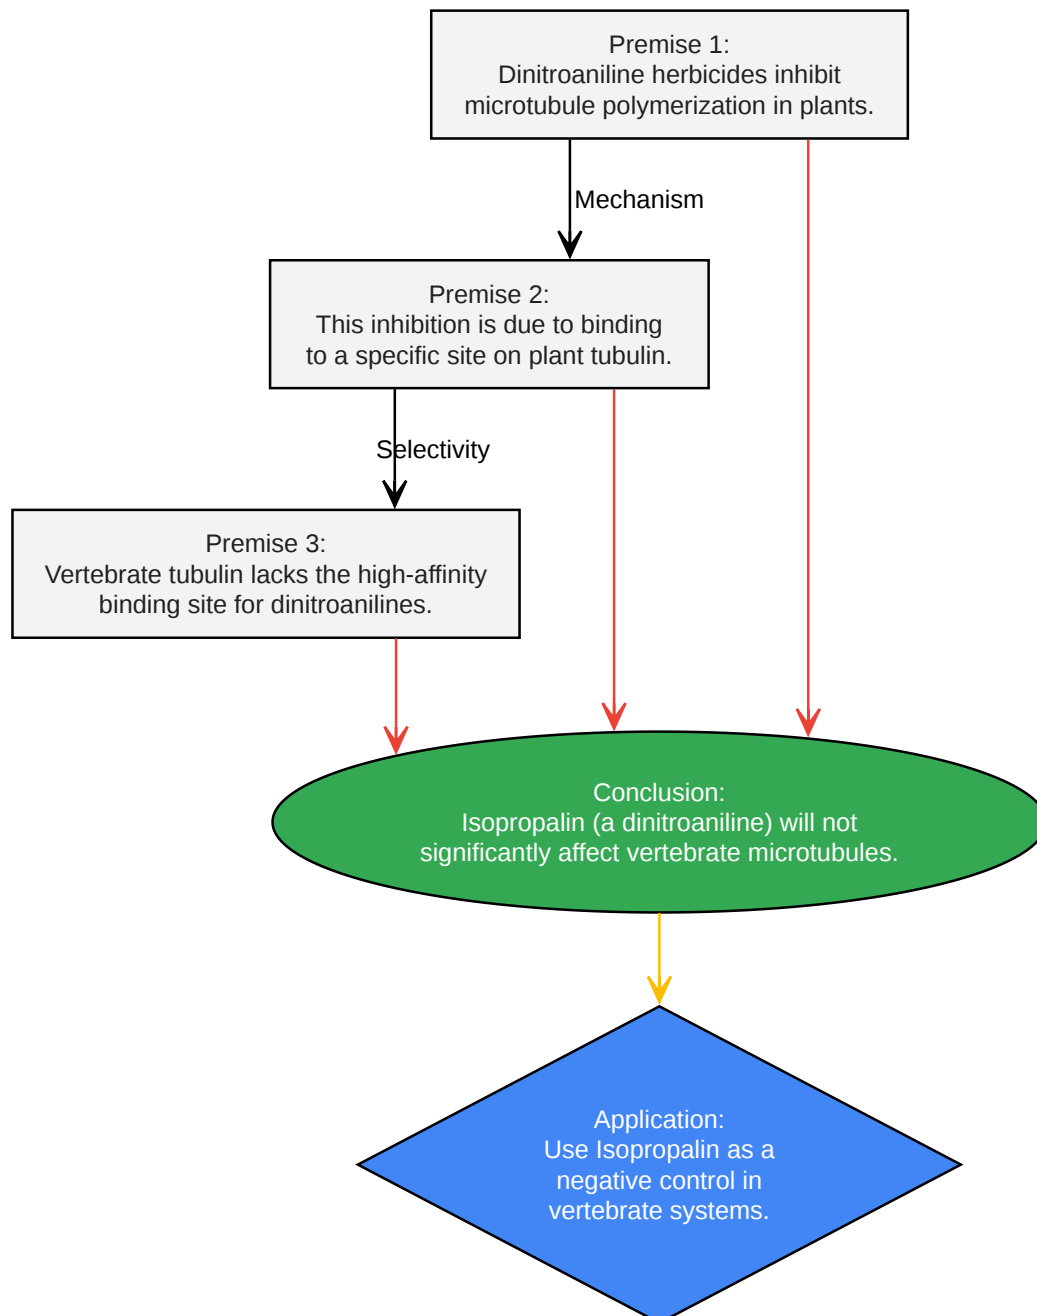 Premise 1:
Dinitroaniline herbicides inhibit
microtubule polymerization in plants.
Mechanism
Premise 2:
This inhibition is due to binding
to a specific site on plant tubulin.
Selectivity
Premise 3:
Vertebrate tubulin lacks the high-affinity
binding site for dinitroanilines.
Conclusion:
Isopropalin (a dinitroaniline) will not
significantly affect vertebrate microtubules.
Application:
Use Isopropalin as a
negative control in
vertebrate systems.